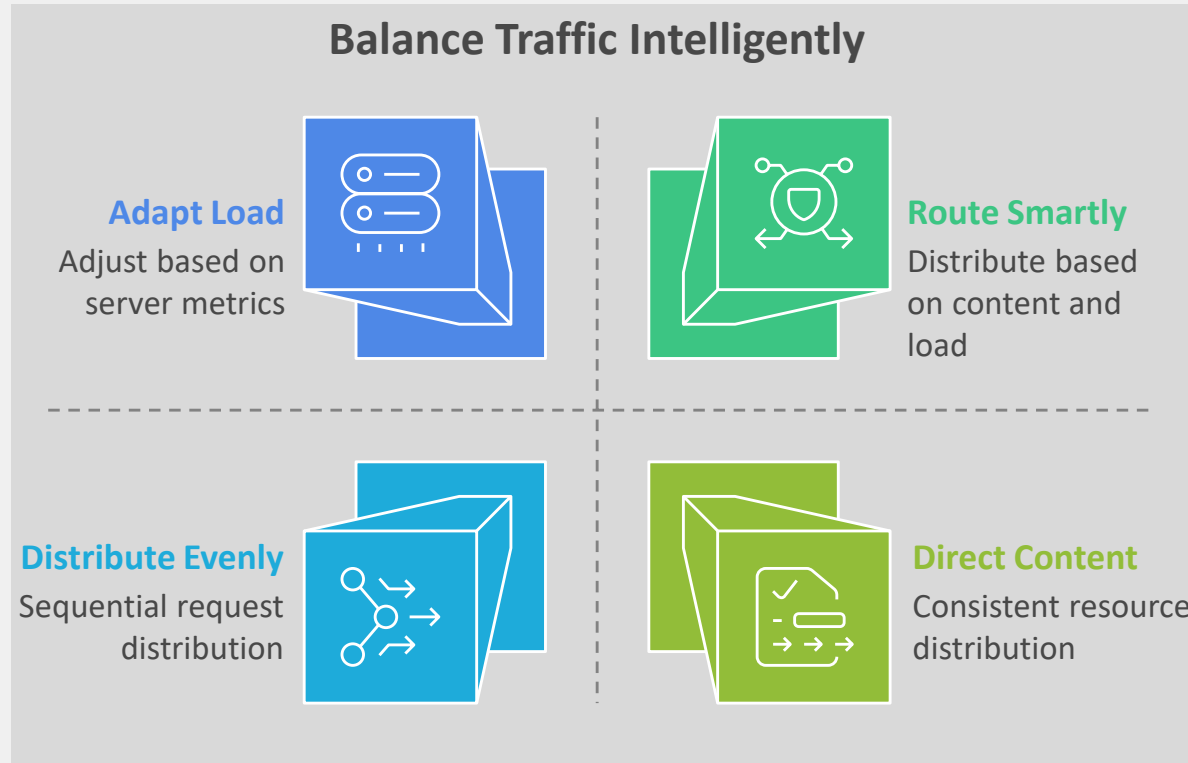 Balance Traffic Intelligently
Adapt Load
Adjust based on
server metrics
Route Smartly
Distribute based
on content and
load
Distribute Evenly
Sequential request
distribution
Direct Content
Consistent resource
distribution